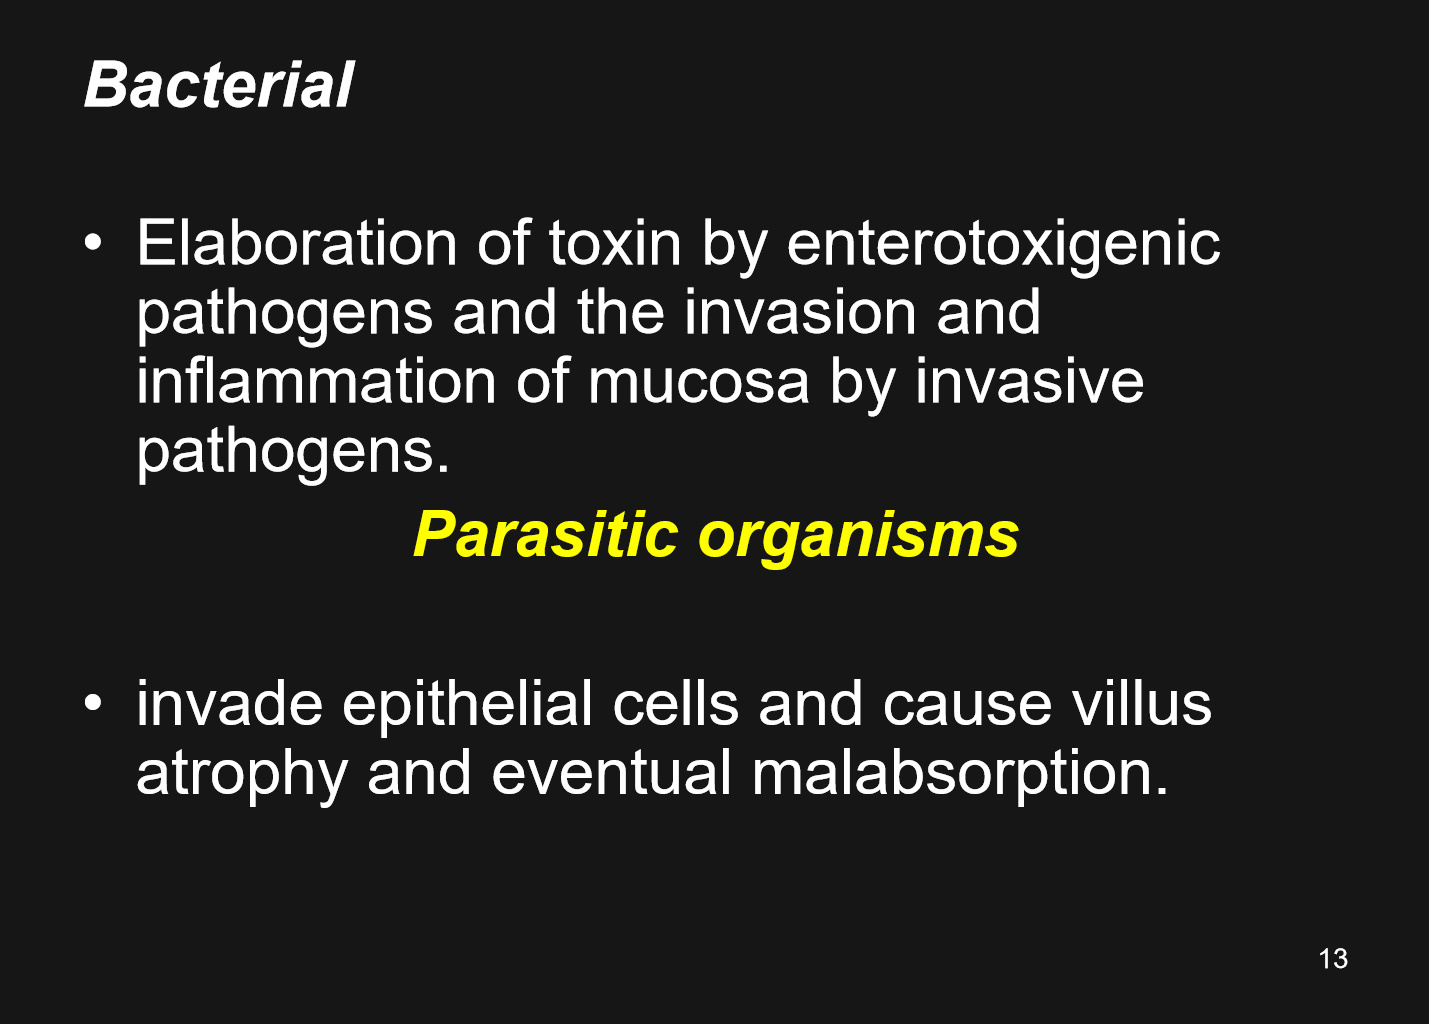 Bacterial
• Elaboration of toxin by enterotoxigenic
pathogens and the invasion and
inflammation of mucosa by invasive
pathogens.
Parasitic organisms
• invade epithelial cells and cause villus
atrophy and eventual malabsorption.
13